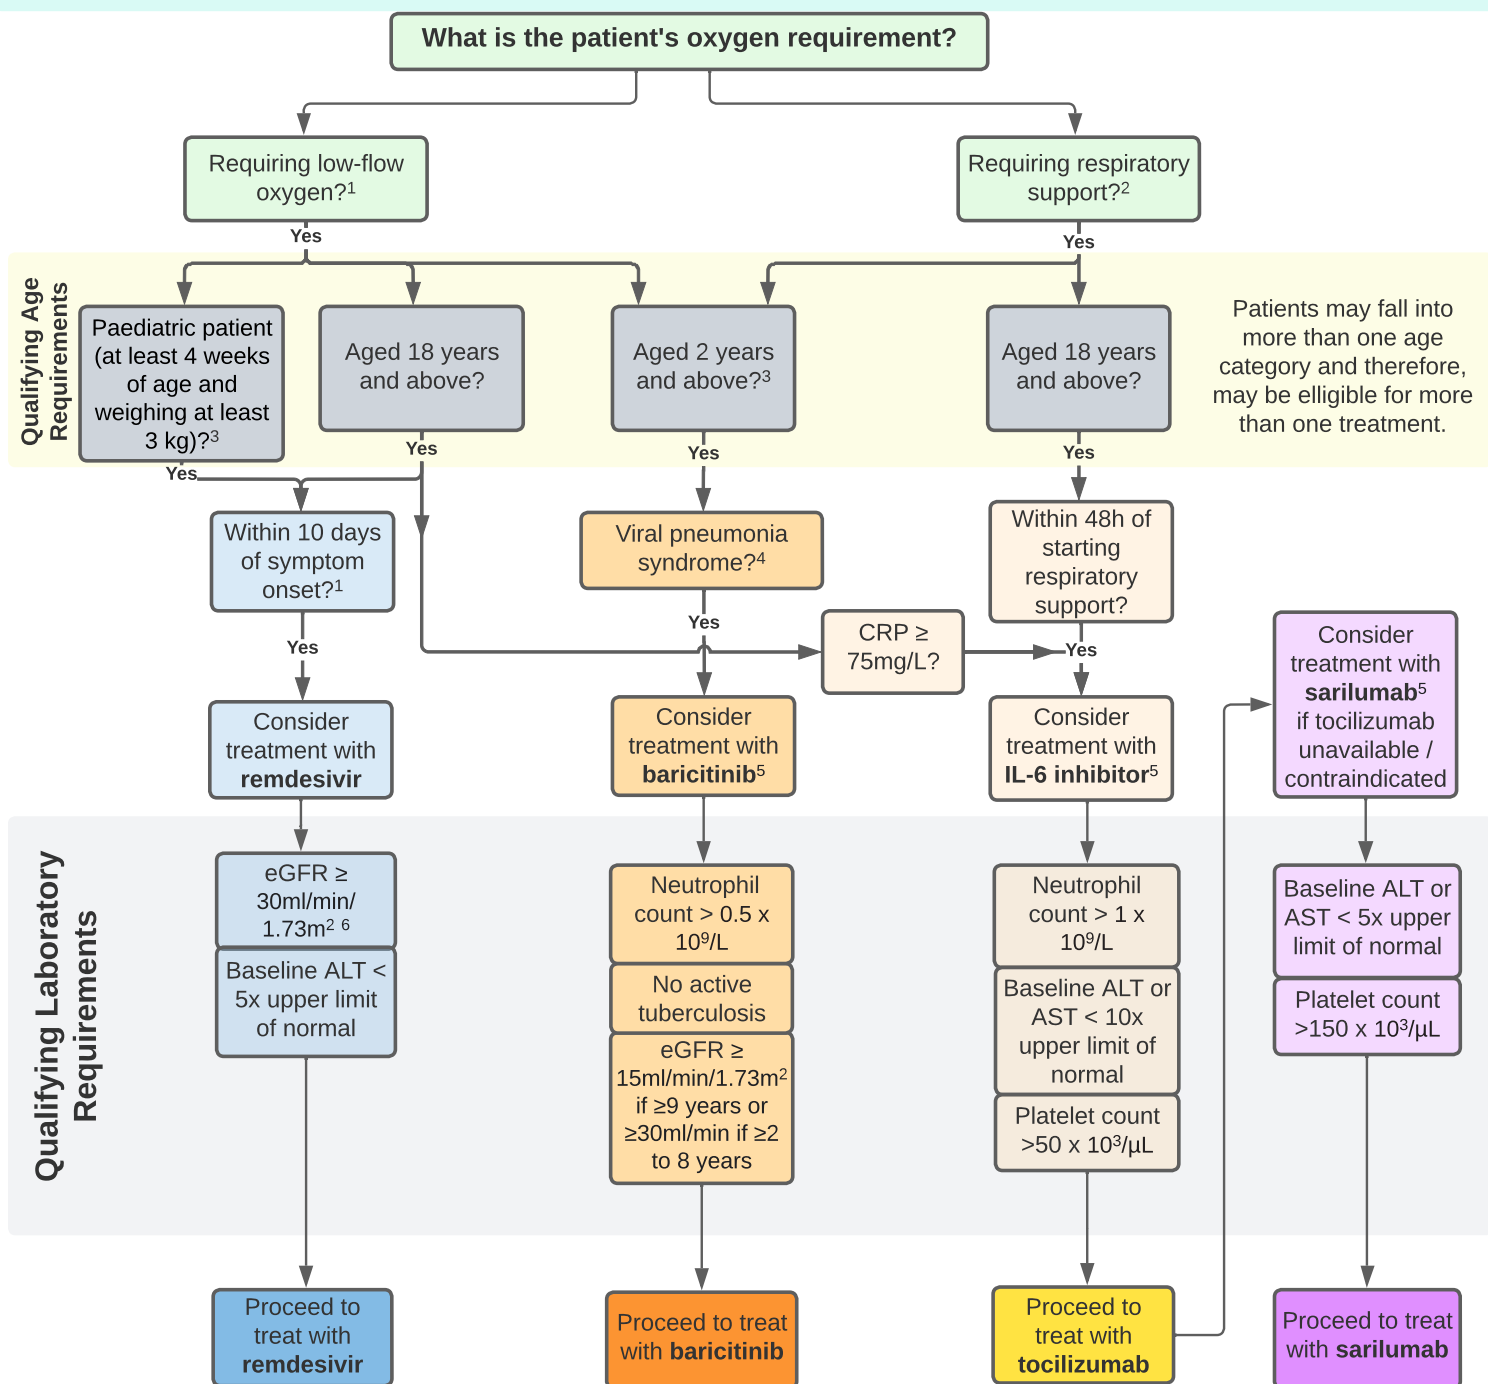 What is the patient's oxygen requirement?
Requiring low-flow
oxygen?¹
Requiring respiratory
support?²
Yes
Yes
Qualifying Age
Requirements
Paediatric patient
(at least 4 weeks
of age and
weighing at least
3 kg)?³
Aged 18 years
and above?
Aged 2 years
and above?³
Aged 18 years
and above?
Patients may fall into
more than one age
category and therefore,
may be elligible for more
than one treatment.
Yes
Yes
Yes
Yes
Within 10 days
of symptom
onset?¹
Viral pneumonia
syndrome?⁴
Within 48h of
starting
respiratory
support?
Yes
Yes
CRP ≥
75mg/L?
Yes
Consider
treatment with
remdesivir
Consider
treatment with
baricitinib⁵
Consider
treatment with
IL-6 inhibitor⁵
Consider
treatment with
sarilumab⁵
if tocilizumab
unavailable /
contraindicated
Qualifying Laboratory
Requirements
eGFR ≥
30ml/min/
1.73m² ⁶
Baseline ALT <
5x upper limit
of normal
Neutrophil
count > 0.5 x
10⁹/L
No active
tuberculosis
eGFR ≥
15ml/min/1.73m²
if ≥9 years or
≥30ml/min if ≥2
to 8 years
Neutrophil
count > 1 x
10⁹/L
Baseline ALT or
AST < 10x
upper limit of
normal
Platelet count
>50 x 10³/µL
Baseline ALT or
AST < 5x upper
limit of normal
Platelet count
>150 x 10³/µL
Proceed to
treat with
remdesivir
Proceed to treat
with baricitinib
Proceed to
treat with
tocilizumab
Proceed to treat
with sarilumab